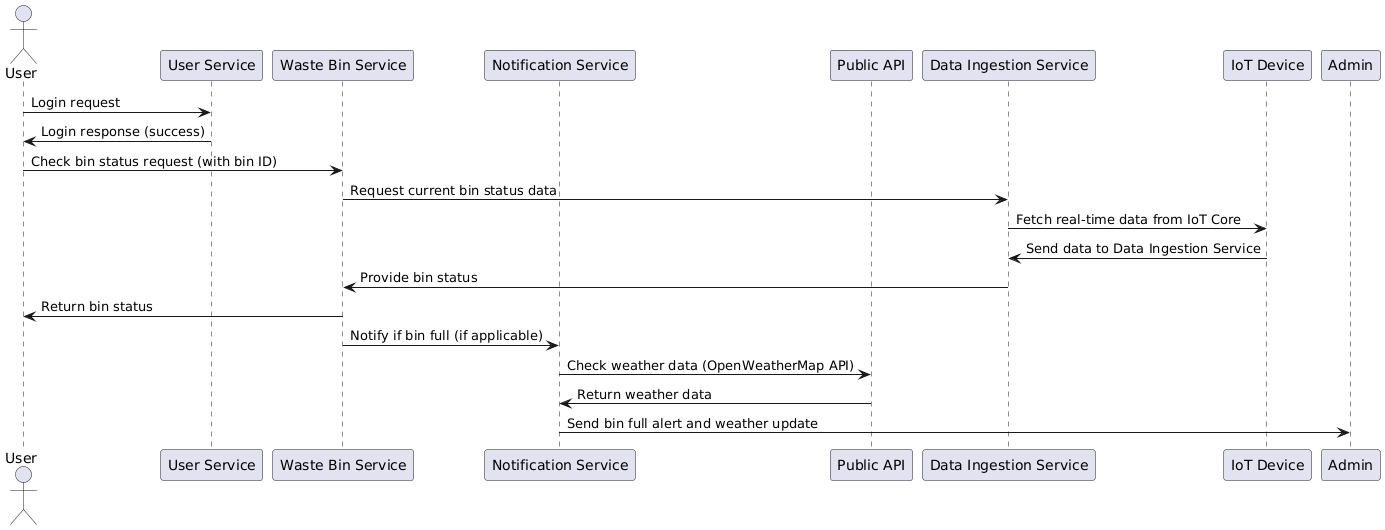 User
User Service
Waste Bin Service
Notification Service
Public API
Data Ingestion Service
IoT Device
Admin
Login request
Login response (success)
Check bin status request (with bin ID)
Request current bin status data
Fetch real-time data from IoT Core
Send data to Data Ingestion Service
Provide bin status
Return bin status
Notify if bin full (if applicable)
Check weather data (OpenWeatherMap API)
Return weather data
Send bin full alert and weather update
User
User Service
Waste Bin Service
Notification Service
Public API
Data Ingestion Service
IoT Device
Admin